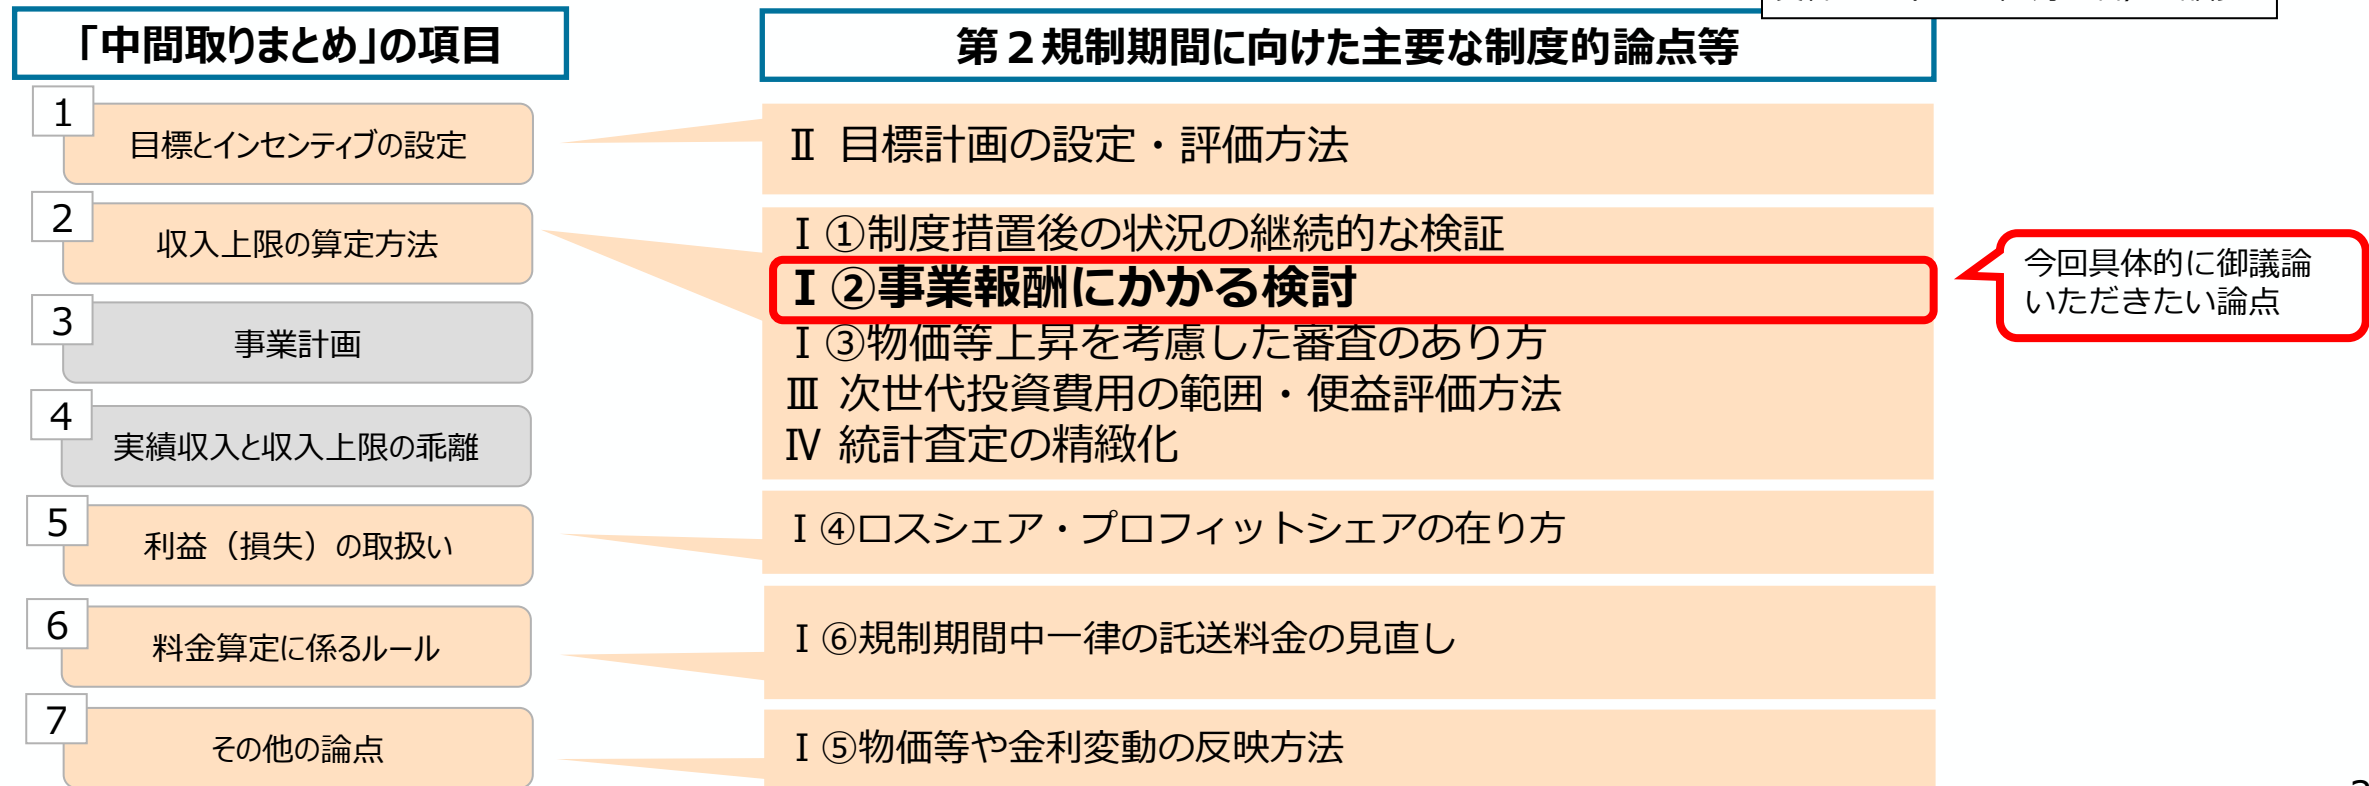 「中間取りまとめ」の項目
第２規制期間に向けた主要な制度的論点等
1
目標とインセンティブの設定
Ⅱ 目標計画の設定・評価方法
2
収入上限の算定方法
Ⅰ①制度措置後の状況の継続的な検証
Ⅰ②事業報酬にかかる検討
Ⅰ③物価等上昇を考慮した審査のあり方
Ⅲ 次世代投資費用の範囲・便益評価方法
Ⅳ 統計査定の精緻化
今回具体的に御議論
いただきたい論点
3
事業計画
4
実績収入と収入上限の乖離
5
利益（損失）の取扱い
Ⅰ④ロスシェア・プロフィットシェアの在り方
6
料金算定に係るルール
Ⅰ⑥規制期間中一律の託送料金の見直し
7
その他の論点
Ⅰ⑤物価等や金利変動の反映方法